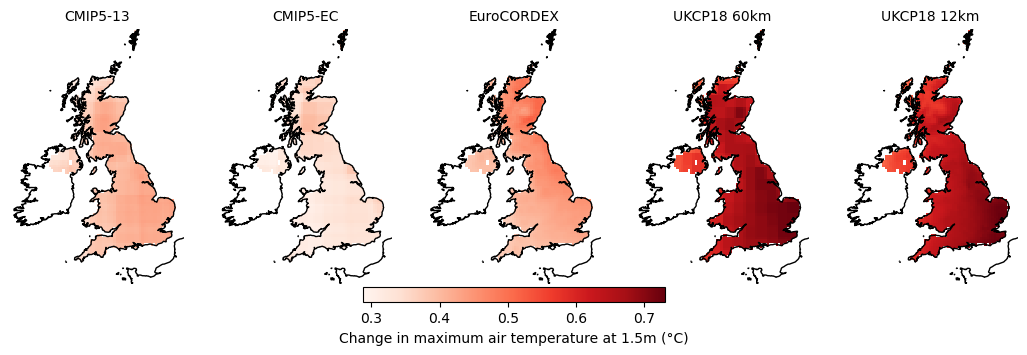 CMIP5-13 CMIP5-EC EuroCORDEX UKCP18 60km UKCP18 12km
0.3 0.4 0.5 0.6 0.7
Change in maximum air temperature at 1.5m (°C)